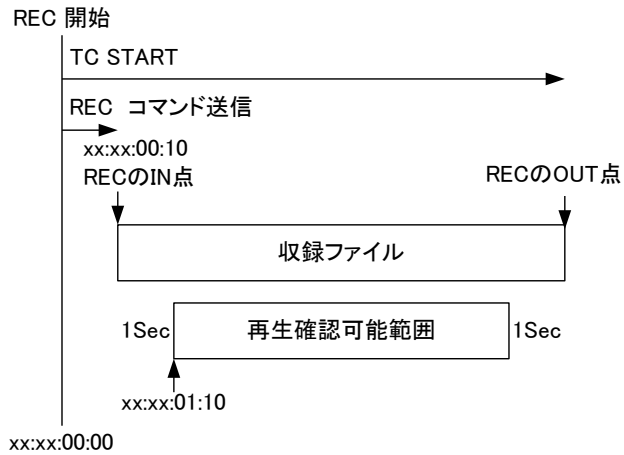 REC 開始
TC START
REC コマンド送信
xx:xx:00:10
RECのIN点
RECのOUT点
収録ファイル
1Sec
再生確認可能範囲
1Sec
xx:xx:01:10
xx:xx:00:00